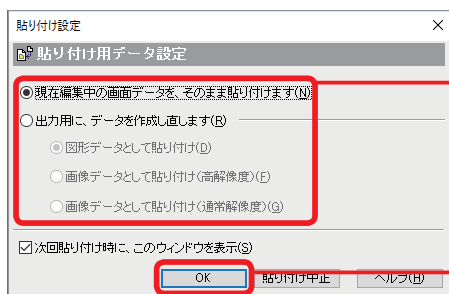 貼り付け設定
貼り付け用データ設定
現在編集中の画面データを、そのまま貼り付けます(N)
出力用に、データを作成し直します(R)
図形データとして貼り付け(D)
画像データとして貼り付け(高解像度)(F)
画像データとして貼り付け(通常解像度)(G)
次回貼り付け時に、このウィンドウを表示(S)
OK 貼り付け中止 ヘルプ(H)